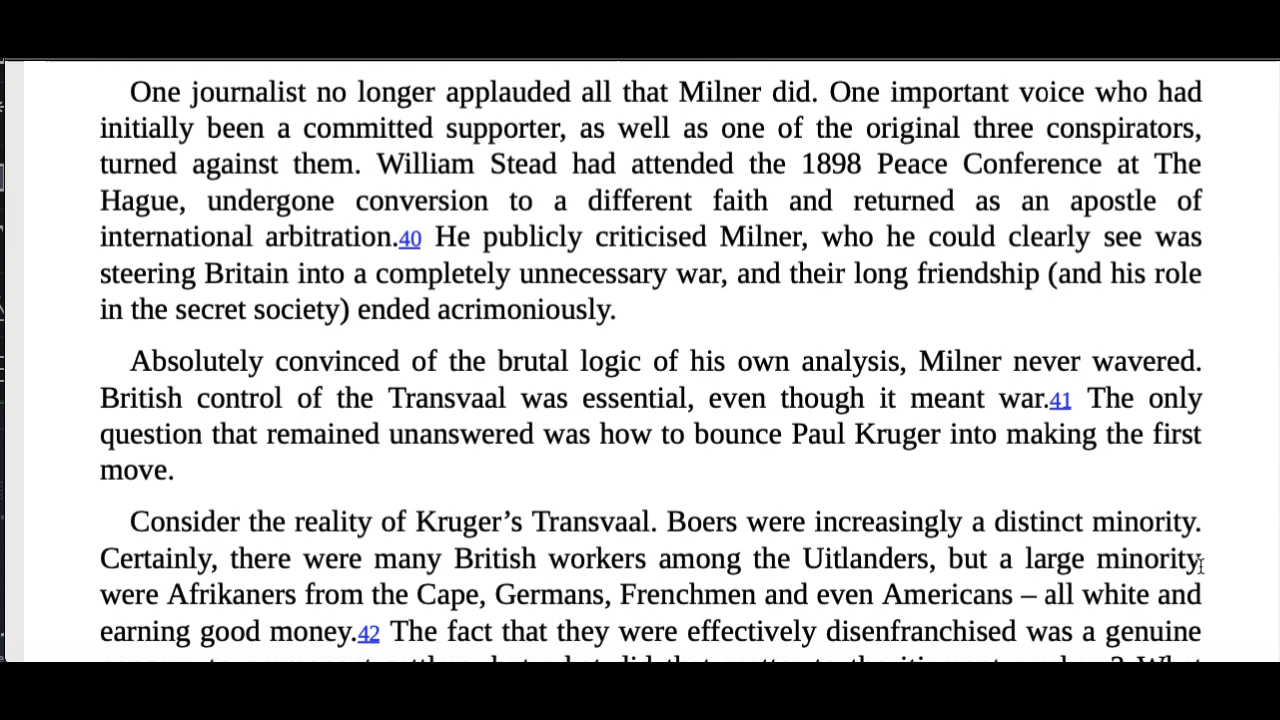 One journalist no longer applauded all that Milner did. One important voice who had
initially been a committed supporter, as well as one of the original three conspirators,
turned against them. William Stead had attended the 1898 Peace Conference at The
Hague, undergone conversion to a different faith and returned as an apostle of
international arbitration.40 He publicly criticised Milner, who he could clearly see was
steering Britain into a completely unnecessary war, and their long friendship (and his role
in the secret society) ended acrimoniously.
Absolutely convinced of the brutal logic of his own analysis, Milner never wavered.
British control of the Transvaal was essential, even though it meant war.41 The only
question that remained unanswered was how to bounce Paul Kruger into making the first
move.
Consider the reality of Kruger’s Transvaal. Boers were increasingly a distinct minority.
Certainly, there were many British workers among the Uitlanders, but a large minority
were Afrikaners from the Cape, Germans, Frenchmen and even Americans – all white and
earning good money.42 The fact that they were effectively disenfranchised was a genuine